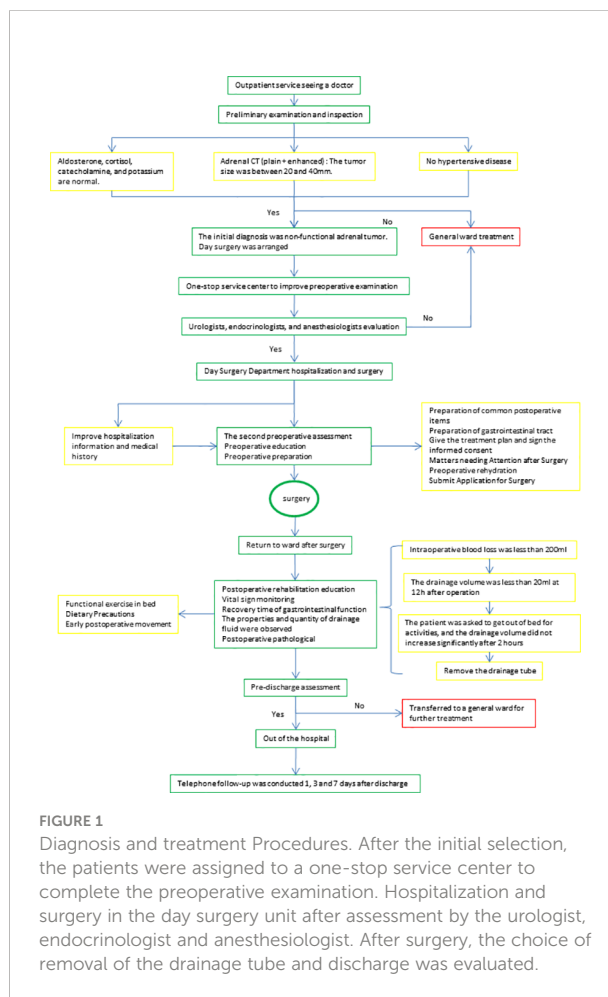 Outpatient service seeing a doctor
Preliminary examination and inspection
Aldosterone, cortisol,
catecholamine, and potassium
are normal.
Adrenal CT (plain + enhanced) : The tumor
size was between 20 and 40mm.
No hypertensive disease
Yes
No
The initial diagnosis was non-functional adrenal tumor.
Day surgery was arranged
General ward treatment
One-stop service center to improve preoperative examination
Urologists, endocrinologists, and anesthesiologists evaluation
No
Yes
Day Surgery Department hospitalization and surgery
Improve hospitalization
information and medical
history
The second preoperative assessment
Preoperative education
Preoperative preparation
Preparation of common postoperative
items
Preparation of gastrointestinal tract
Give the treatment plan and sign the
informed consent
Matters needing Attention after Surgery
Preoperative rehydration
Submit Application for Surgery
surgery
Return to ward after surgery
Intraoperative blood loss was less than 200ml
The drainage volume was less than 20ml at
12h after operation
The patient was asked to get out of bed for
activities, and the drainage volume did not
increase significantly after 2 hours
Remove the drainage tube
Functional exercise in bed
Dietary Precautions
Early postoperative movement
Postoperative rehabilitation education
Vital sign monitoring
Recovery time of gastrointestinal function
The properties and quantity of drainage
fluid were observed
Postoperative pathological
Pre-discharge assessment
Yes
No
Transferred to a general ward for
further treatment
Out of the hospital
Telephone follow-up was conducted 1, 3 and 7 days after discharge
FIGURE 1
Diagnosis and treatment Procedures. After the initial selection,
the patients were assigned to a one-stop service center to
complete the preoperative examination. Hospitalization and
surgery in the day surgery unit after assessment by the urologist,
endocrinologist and anesthesiologist. After surgery, the choice of
removal of the drainage tube and discharge was evaluated.